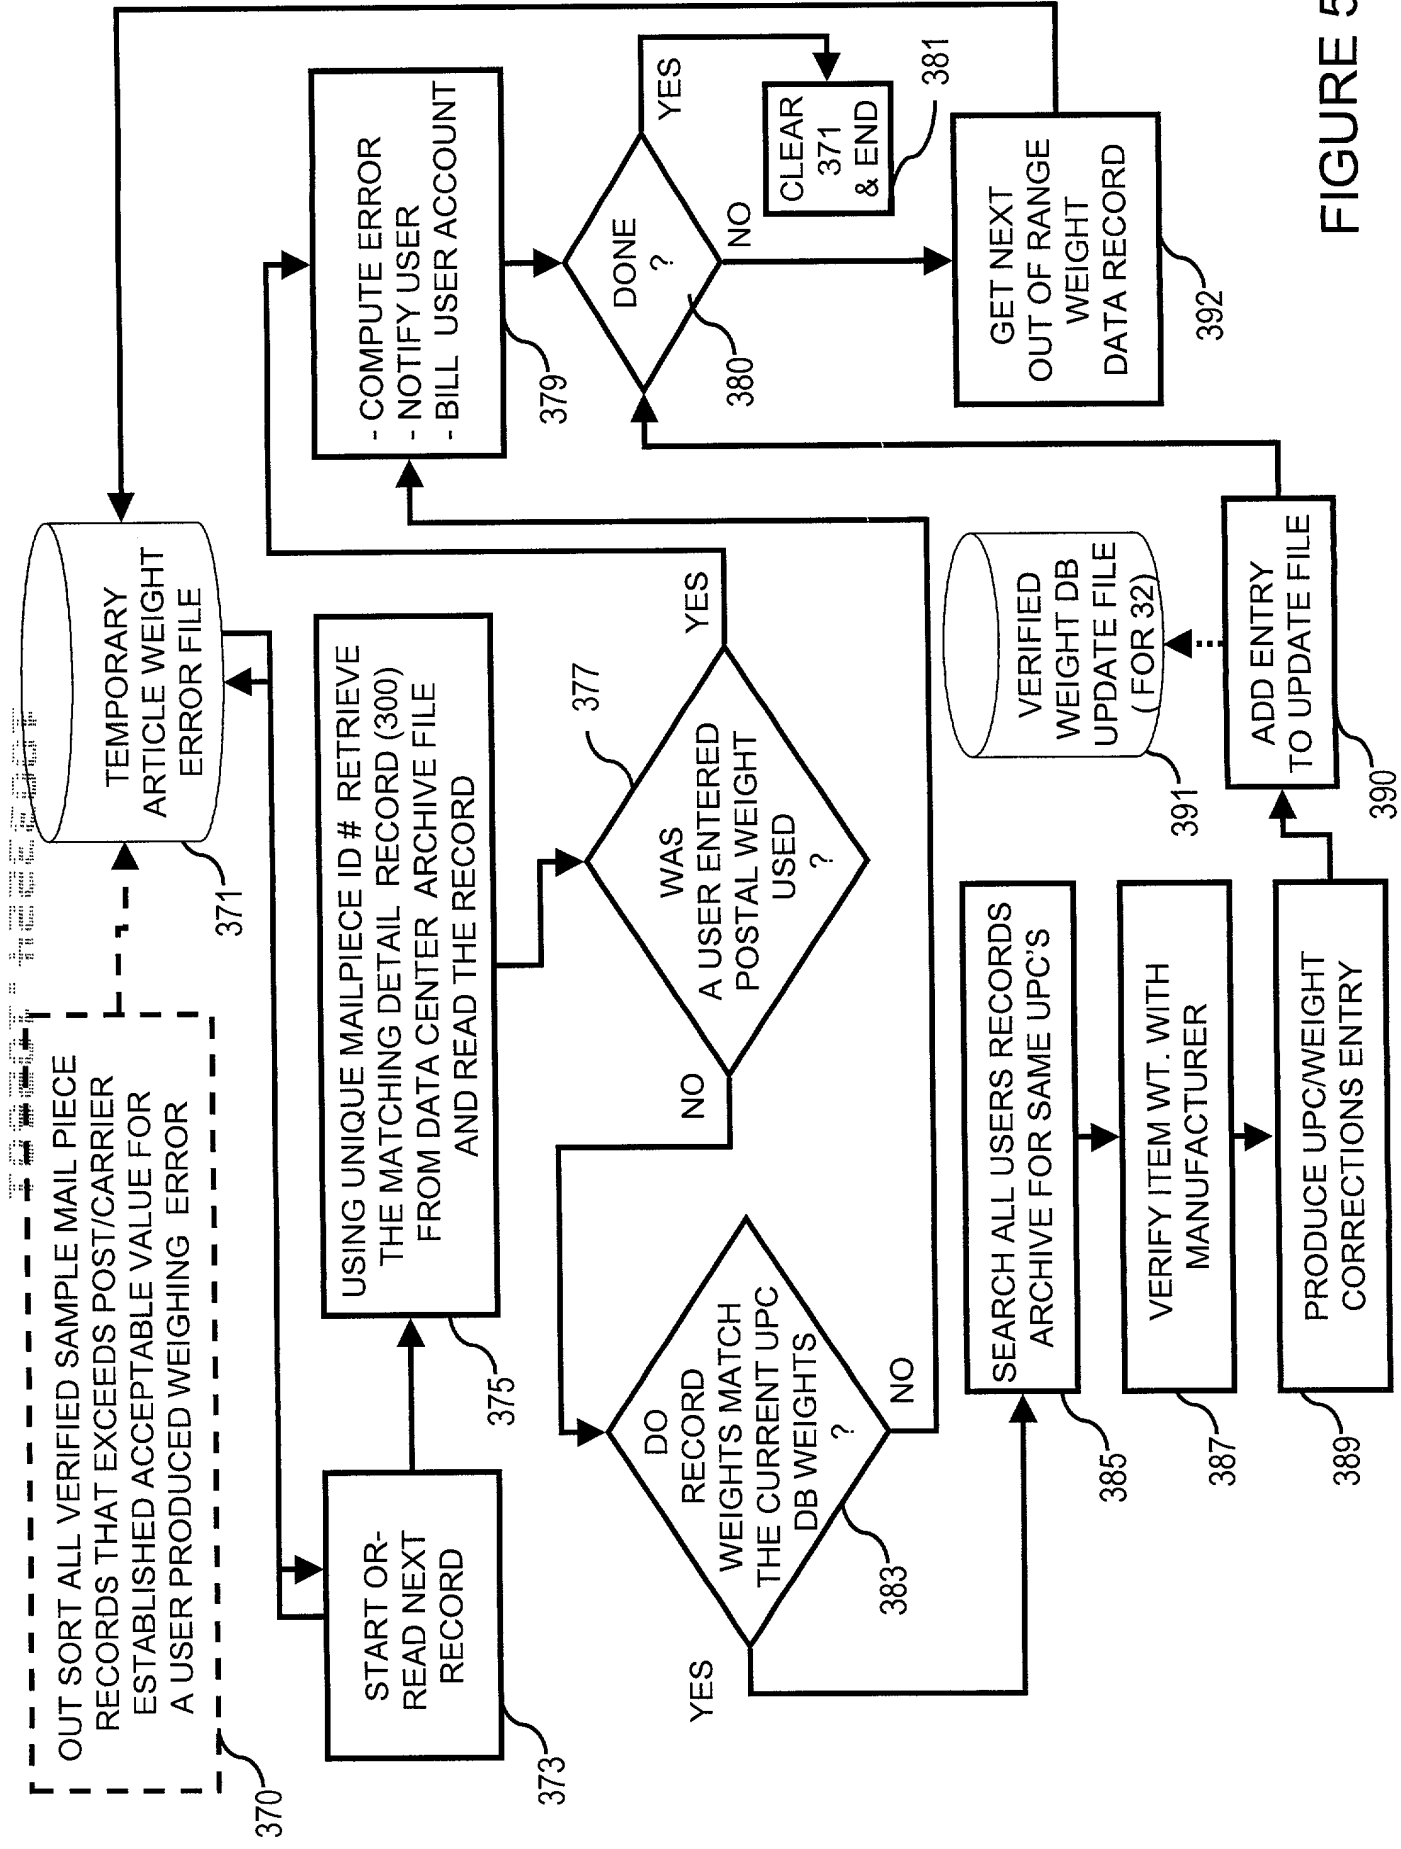 OUT SORT ALL VERIFIED SAMPLE MAIL PIECE
RECORDS THAT EXCEEDS POST/CARRIER
ESTABLISHED ACCEPTABLE VALUE FOR
A USER PRODUCED WEIGHING ERROR
370
TEMPORARY
ARTICLE WEIGHT
ERROR FILE
371
START OR-
READ NEXT
RECORD
373
USING UNIQUE MAILPIECE ID # RETRIEVE
THE MATCHING DETAIL RECORD (300)
FROM DATA CENTER ARCHIVE FILE
AND READ THE RECORD
375
WAS
A USER ENTERED
POSTAL WEIGHT
USED
?
377
YES
NO
- COMPUTE ERROR
- NOTIFY USER
- BILL USER ACCOUNT
379
DONE
?
380
YES
NO
CLEAR
371
& END
381
GET NEXT
OUT OF RANGE
WEIGHT
DATA RECORD
392
DO
RECORD
WEIGHTS MATCH
THE CURRENT UPC
DB WEIGHTS
?
383
YES
NO
SEARCH ALL USERS RECORDS
ARCHIVE FOR SAME UPC'S
385
VERIFY ITEM WT. WITH
MANUFACTURER
387
PRODUCE UPC/WEIGHT
CORRECTIONS ENTRY
389
ADD ENTRY
TO UPDATE FILE
390
VERIFIED
WEIGHT DB
UPDATE FILE
( FOR 32)
391
FIGURE 5